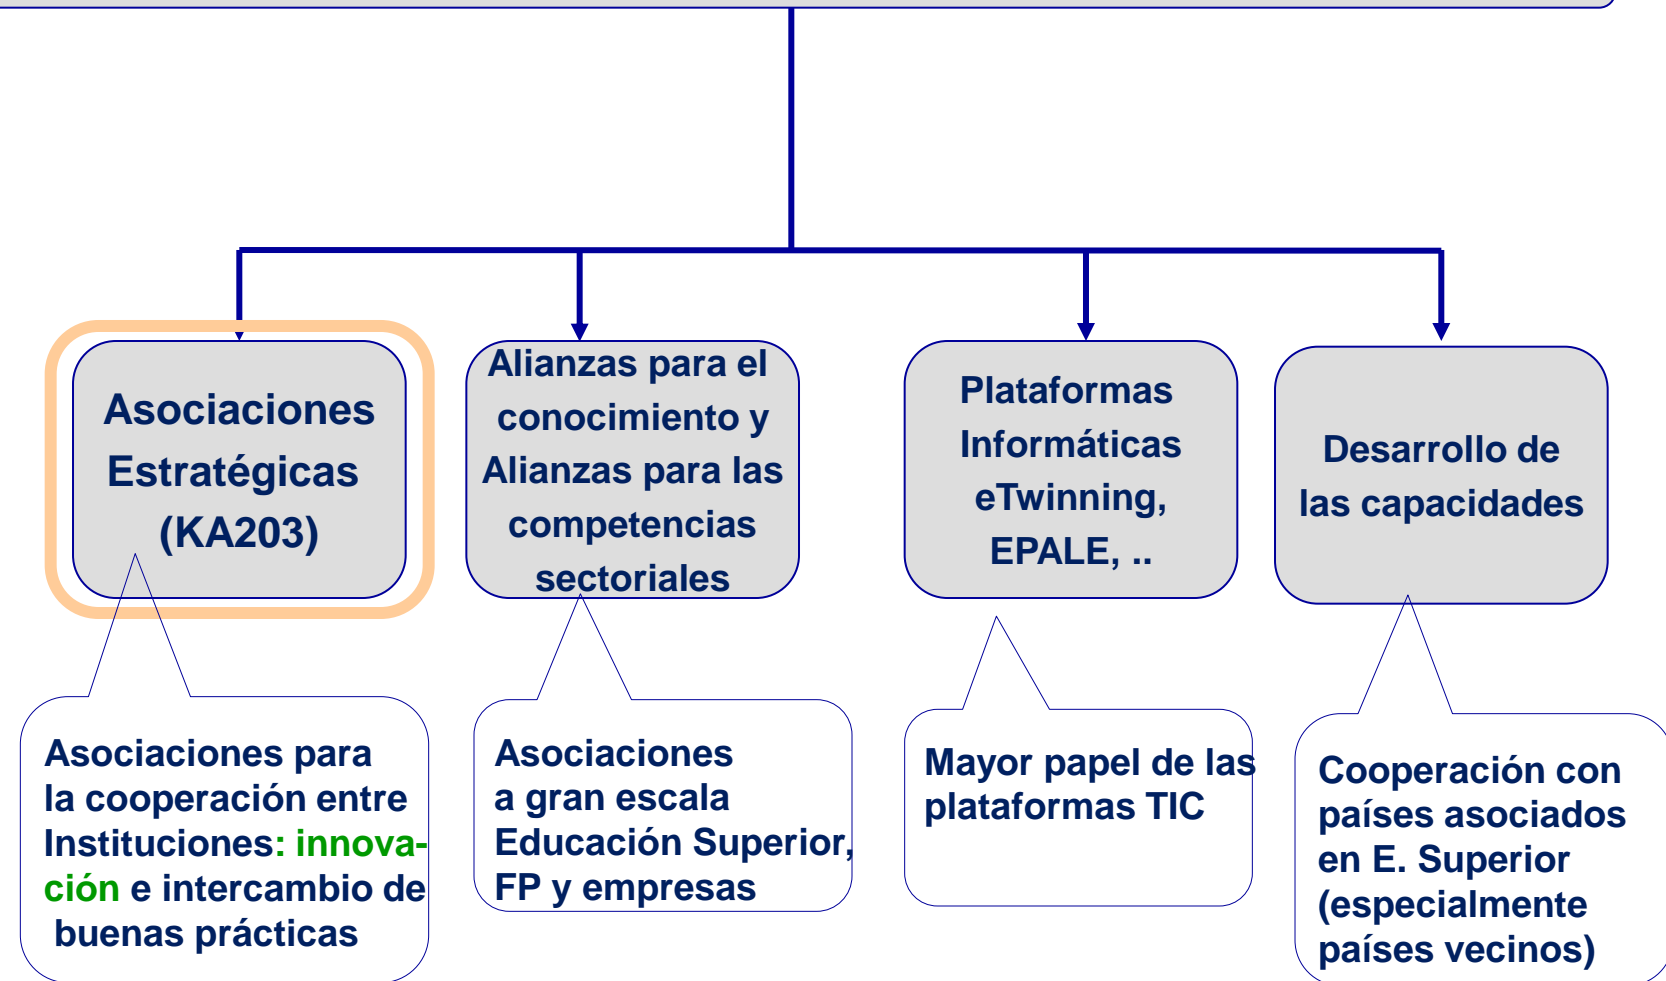 Asociaciones
Estratégicas
(KA203)
Alianzas para el
conocimiento y
Alianzas para las
competencias
sectoriales
Plataformas
Informáticas
eTwinning,
EPALE, ..
Desarrollo de
las capacidades
Asociaciones para
la cooperación entre
Instituciones: innova-
ción e intercambio de
buenas prácticas
Asociaciones
a gran escala
Educación Superior,
FP y empresas
Mayor papel de las
plataformas TIC
Cooperación con
países asociados
en E. Superior
(especialmente
países vecinos)